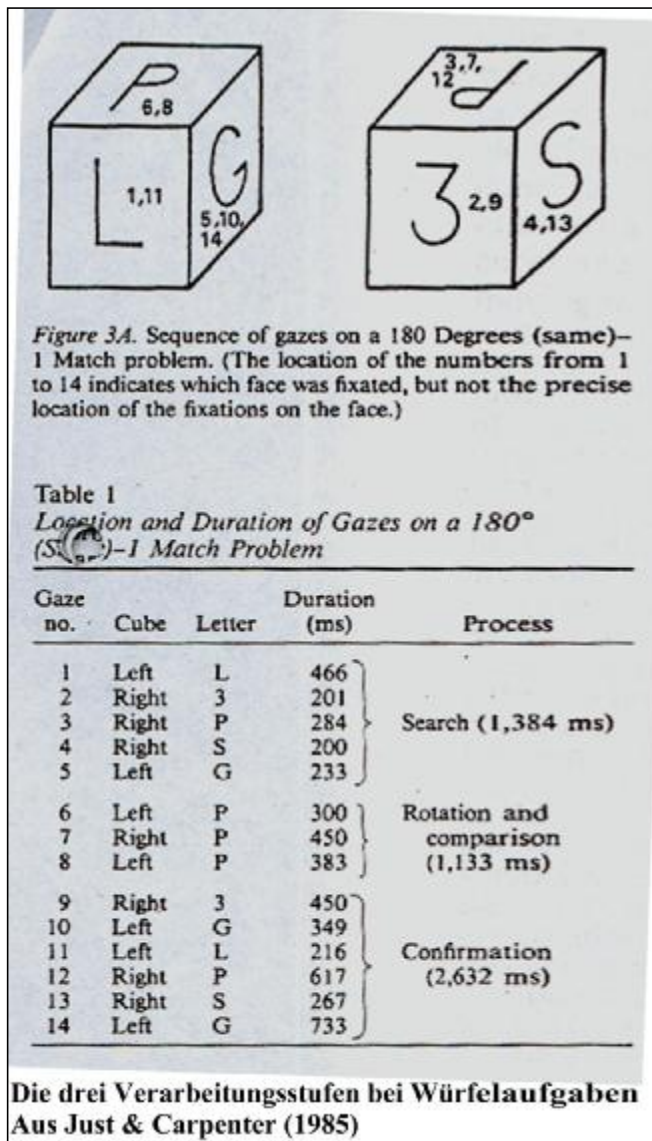 P
6,8
L
1,11
G
5,10,
14
3,7,
12
P
3
2,9
S
4,13
Figure 3A. Sequence of gazes on a 180 Degrees (same)–
1 Match problem. (The location of the numbers from 1
to 14 indicates which face was fixated, but not the precise
location of the fixations on the face.)
Table 1
Location and Duration of Gazes on a 180°
)–1 Match Problem
Gaze Duration
no. Cube Letter (ms) Process
1 Left L 466
2 Right 3 201
3 Right P 284 Search (1,384 ms)
4 Right S 200
5 Left G 233
6 Left P 300 Rotation and
7 Right P 450 comparison
8 Left P 383 (1,133 ms)
9 Right 3 450
10 Left G 349
11 Left L 216 Confirmation
12 Right P 617 (2,632 ms)
13 Right S 267
14 Left G 733
Die drei Verarbeitungsstufen bei Würfelaufgaben
Aus Just & Carpenter (1985)